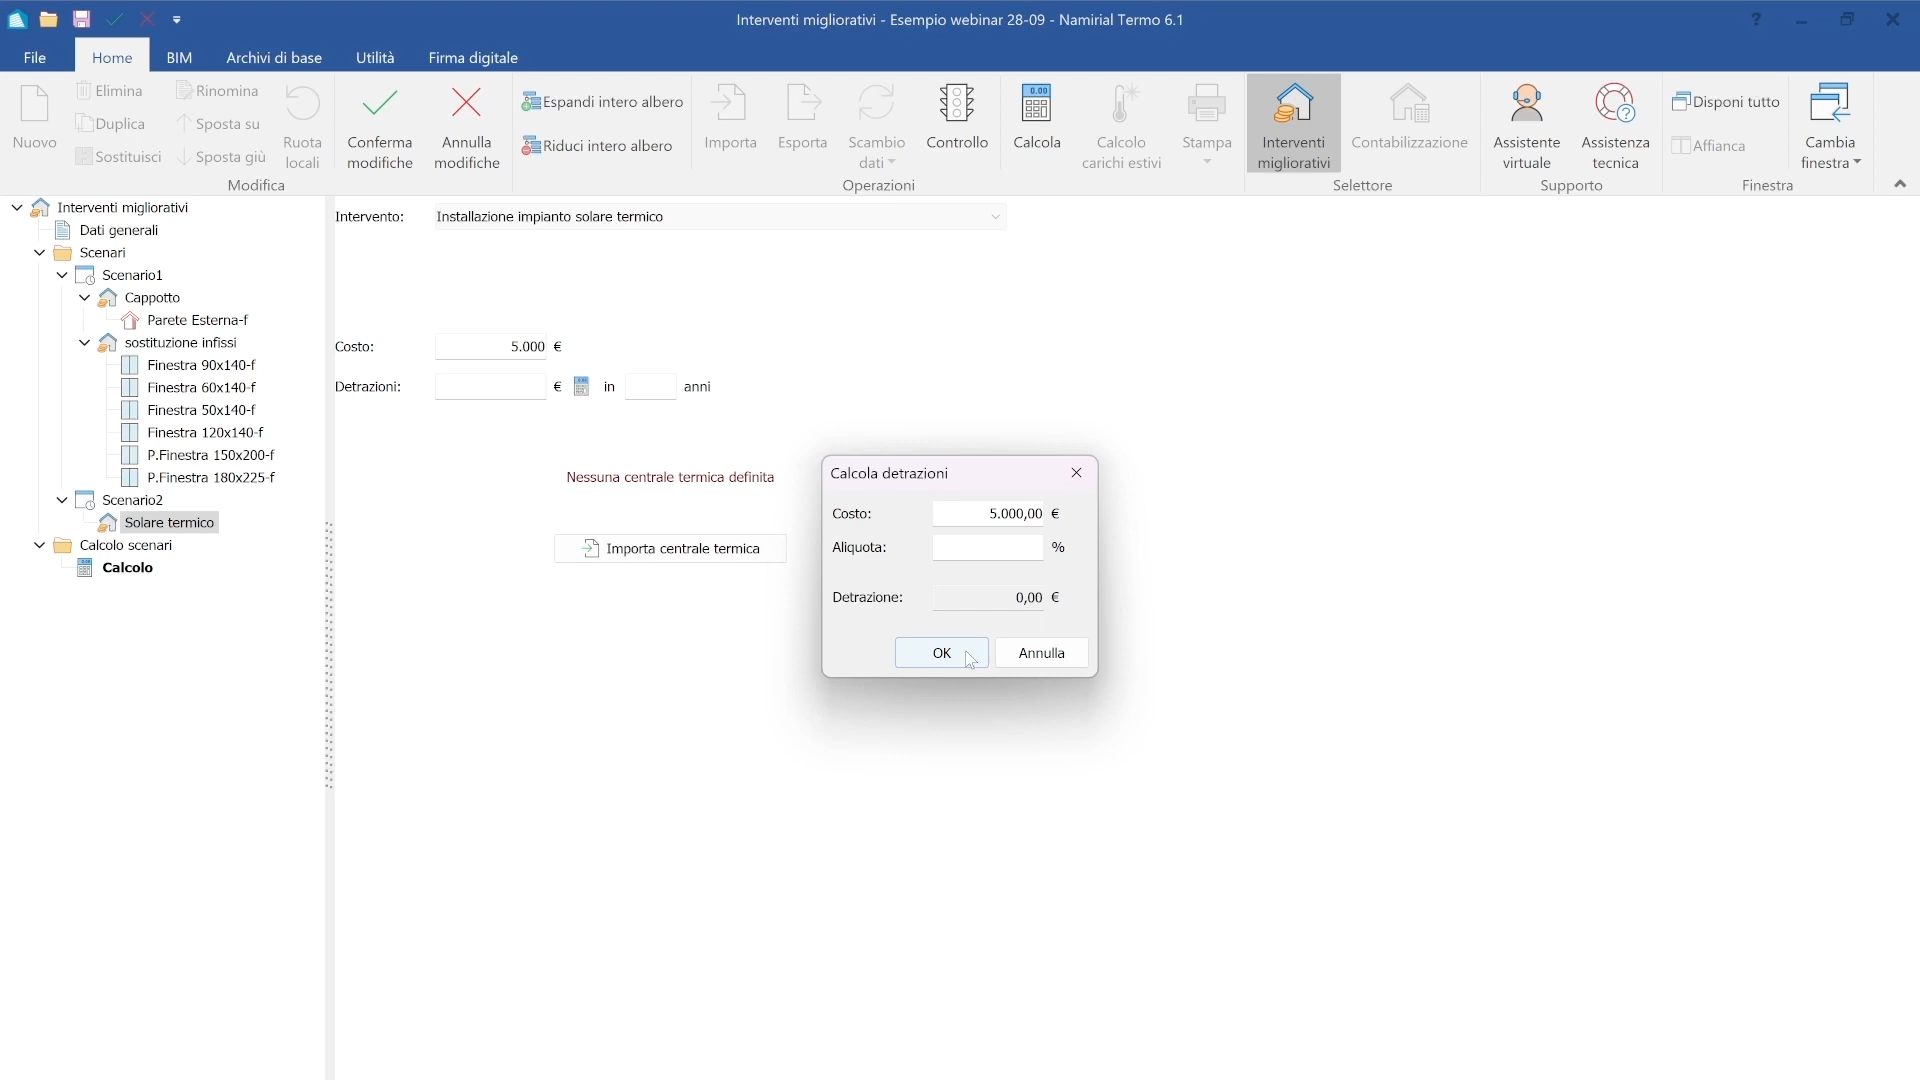 Interventi migliorativi - Esempio webinar 28-09 - Namirial Termo 6.1
?
File
Home
BIM
Archivi di base
Utilità
Firma digitale
Nuovo
Elimina
Duplica
Sostituisci
Rinomina
Sposta su
Sposta giù
Ruota locali
Modifica
Conferma modifiche
Annulla modifiche
Espandi intero albero
Riduci intero albero
Importa
Esporta
Scambio dati
Controllo
Operazioni
0.00
Calcola
Calcolo carichi estivi
Stampa
Interventi migliorativi
Contabilizzazione
Selettore
Assistente virtuale
Assistenza tecnica
Supporto
Disponi tutto
Affianca
Cambia finestra
Finestra
Interventi migliorativi
Dati generali
Scenari
Scenario1
Cappotto
Parete Esterna-f
sostituzione infissi
Finestra 90x140-f
Finestra 60x140-f
Finestra 50x140-f
Finestra 120x140-f
P.Finestra 150x200-f
P.Finestra 180x225-f
Scenario2
Solare termico
Calcolo scenari
Calcolo
Intervento: Installazione impianto solare termico
Costo: 5.000 €
Detrazioni: € in anni
Nessuna centrale termica definita
Importa centrale termica
Calcola detrazioni
Costo: 5.000,00 €
Aliquota: %
Detrazione: 0,00 €
OK
Annulla